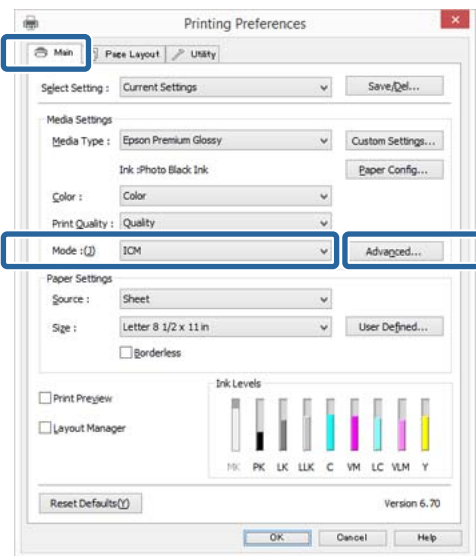 Printing Preferences
Main Page Layout Utility
Select Setting : Current Settings Save/Del...
Media Settings
Media Type : Epson Premium Glossy Custom Settings...
Ink :Photo Black Ink Paper Config...
Color : Color
Print Quality : Quality
Mode :(J) ICM Advanced...
Paper Settings
Source : Sheet
Size : Letter 8 1/2 x 11 in User Defined...
Borderless
Ink Levels
Print Preview
Layout Manager
MK PK LK LLK C VM LC VLM Y
Reset Defaults(Y) Version 6.70
OK Cancel Help